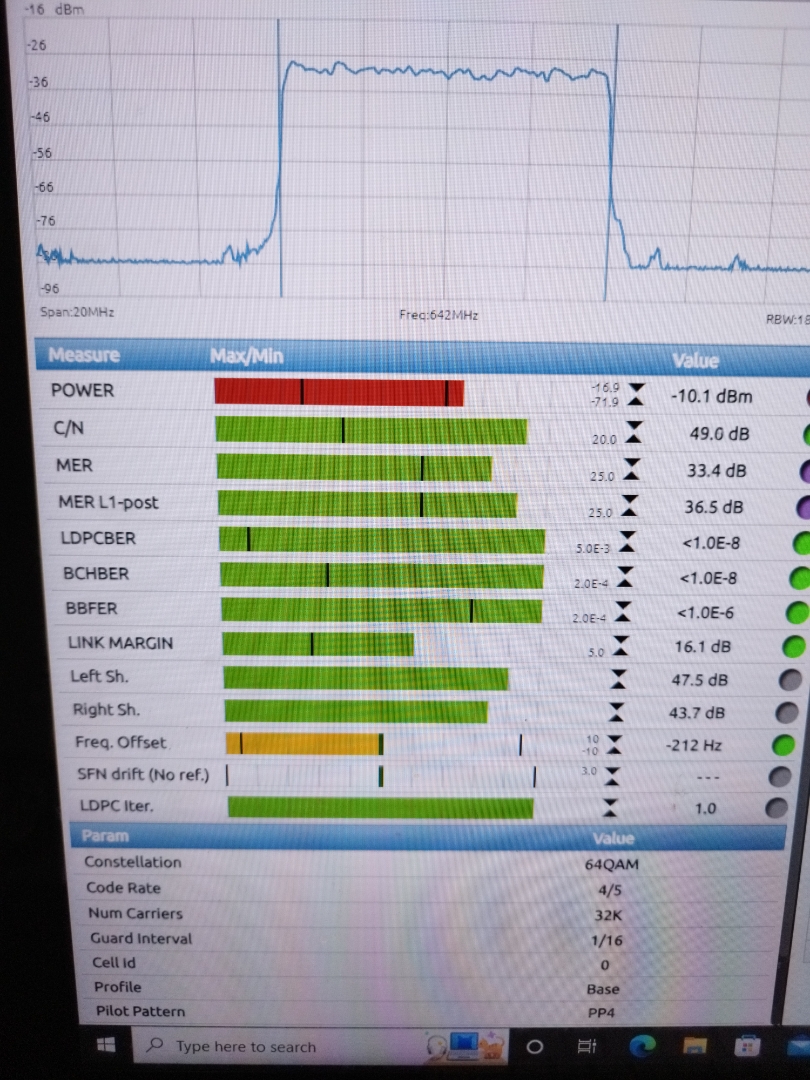 -16 dBm
-26
-36
-46
-56
-66
-76
-96
Span:20MHz Freq:642MHz RBW:18
Measure Max/Min Value
POWER -16.9 -71.9 -10.1 dBm
C/N 20.0 49.0 dB
MER 25.0 33.4 dB
MER L1-post 25.0 36.5 dB
LDPCBER 5.0E-3 <1.0E-8
BCHBER 2.0E-4 <1.0E-8
BBFER 2.0E-4 <1.0E-6
LINK MARGIN 5.0 16.1 dB
Left Sh. 47.5 dB
Right Sh. 43.7 dB
Freq. Offset 10 -10 -212 Hz
SFN drift (No ref.) 3.0 ---
LDPC Iter. 1.0
Param Value
Constellation 64QAM
Code Rate 4/5
Num Carriers 32K
Guard Interval 1/16
Cell Id 0
Profile Base
Pilot Pattern PP4
Type here to search